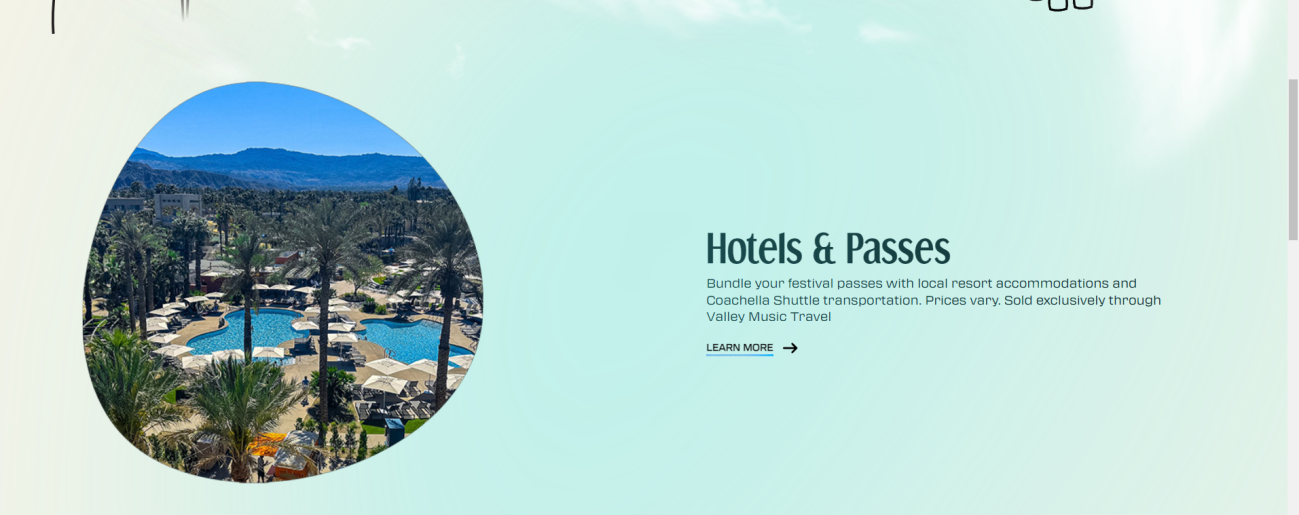 Hotels & Passes
Bundle your festival passes with local resort accommodations and
Coachella Shuttle transportation. Prices vary. Sold exclusively through
Valley Music Travel
LEARN MORE